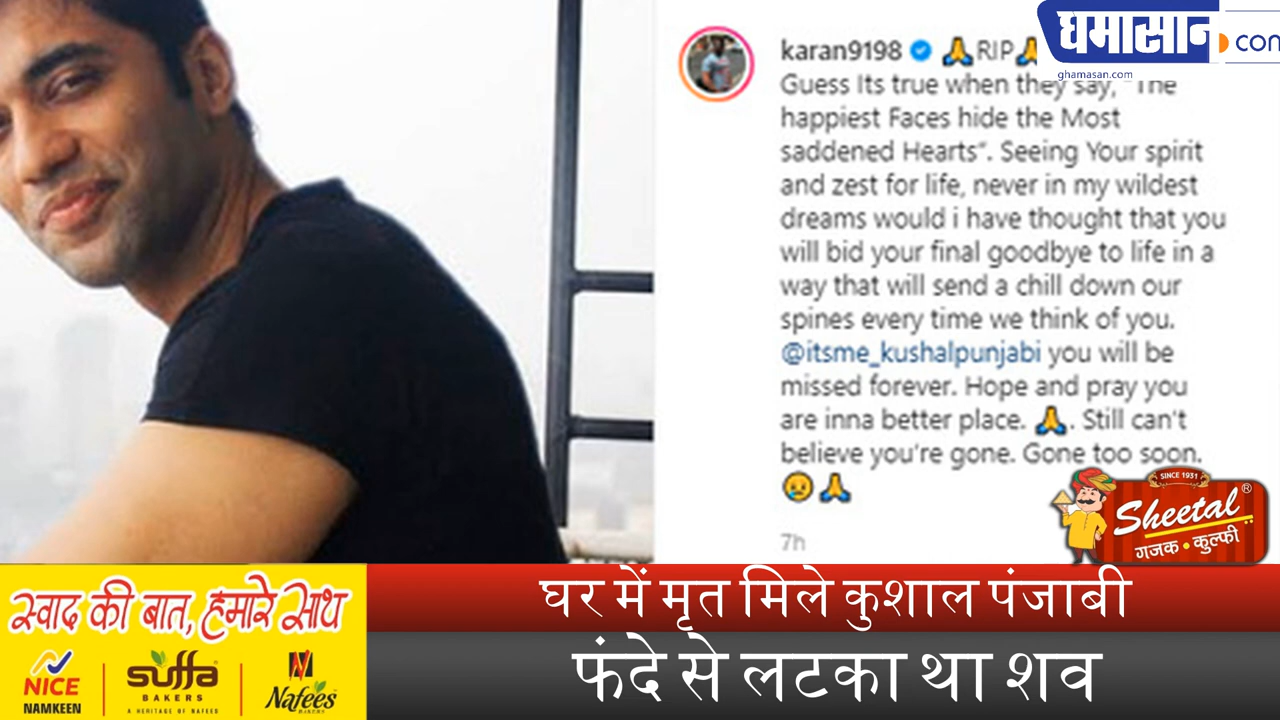 घमासान.com
ghamasan.com
karan9198 🙏RIP🙏
Guess Its true when they say, "The
happiest Faces hide the Most
saddened Hearts". Seeing Your spirit
and zest for life, never in my wildest
dreams would i have thought that you
will bid your final goodbye to life in a
way that will send a chill down our
spines every time we think of you.
@itsme_kushalpunjabi you will be
missed forever. Hope and pray you
are inna better place. 🙏. Still can't
believe you're gone. Gone too soon.
😢🙏
7h
SINCE 1931
Sheetal®
गजक • कुल्फी
स्वाद की बात, हमारे साथ
NICE
NAMKEEN
suffa
BAKERS
A HERITAGE OF NAFEES
Nafees
BAKERS
घर में मृत मिले कुशाल पंजाबी
फंदे से लटका था शव